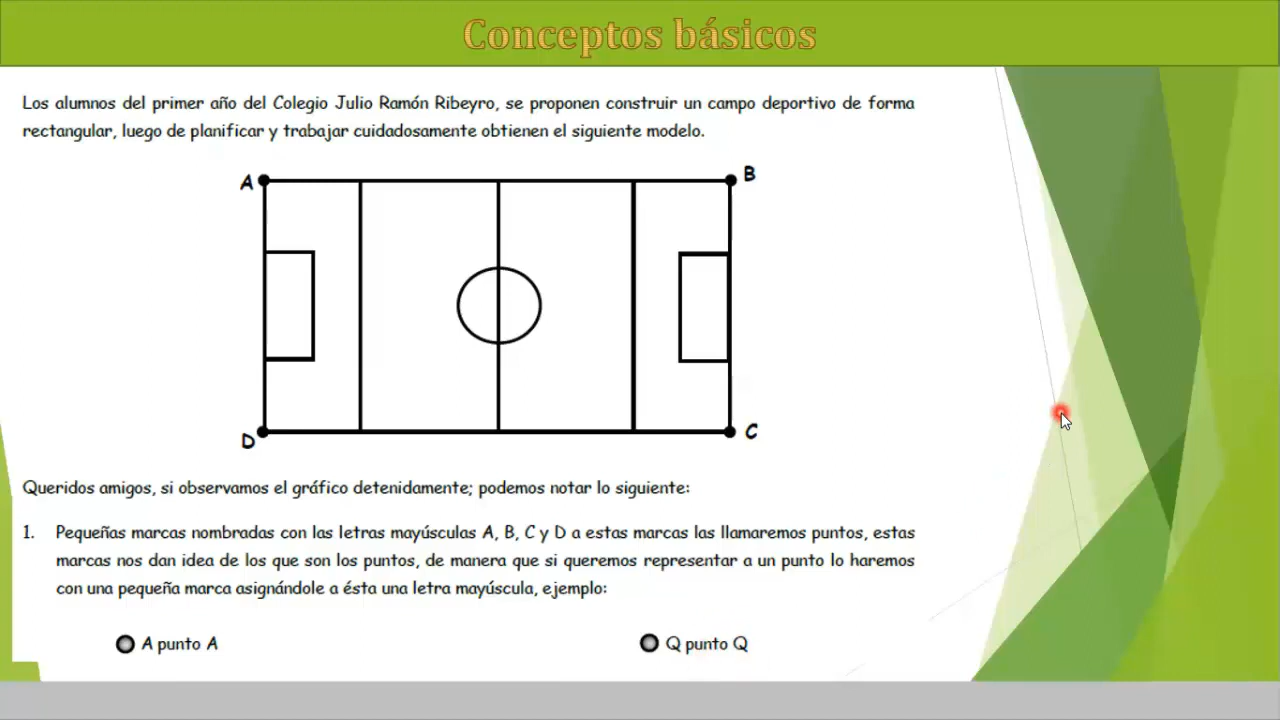 Conceptos básicos
Los alumnos del primer año del Colegio Julio Ramón Ribeyro, se proponen construir un campo deportivo de forma
rectangular, luego de planificar y trabajar cuidadosamente obtienen el siguiente modelo.
A
B
D
C
Queridos amigos, si observamos el gráfico detenidamente; podemos notar lo siguiente:
1. Pequeñas marcas nombradas con las letras mayúsculas A, B, C y D a estas marcas las llamaremos puntos, estas
marcas nos dan idea de los que son los puntos, de manera que si queremos representar a un punto lo haremos
con una pequeña marca asignándole a ésta una letra mayúscula, ejemplo:
A punto A
Q punto Q